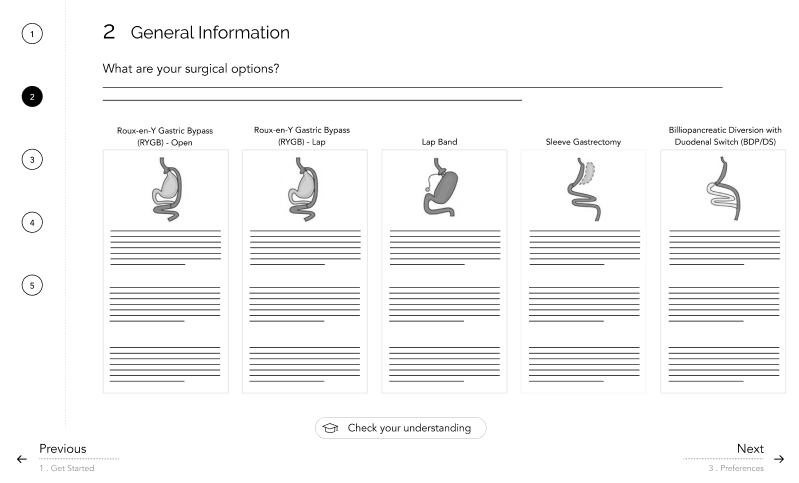 1
2 General Information
What are your surgical options?
2
Roux-en-Y Gastric Bypass
(RYGB) - Open
Roux-en-Y Gastric Bypass
(RYGB) - Lap
Lap Band
Sleeve Gastrectomy
Billiopancreatic Diversion with
Duodenal Switch (BDP/DS)
3
4
5
Check your understanding
Previous
1 . Get Started
Next
3 . Preferences